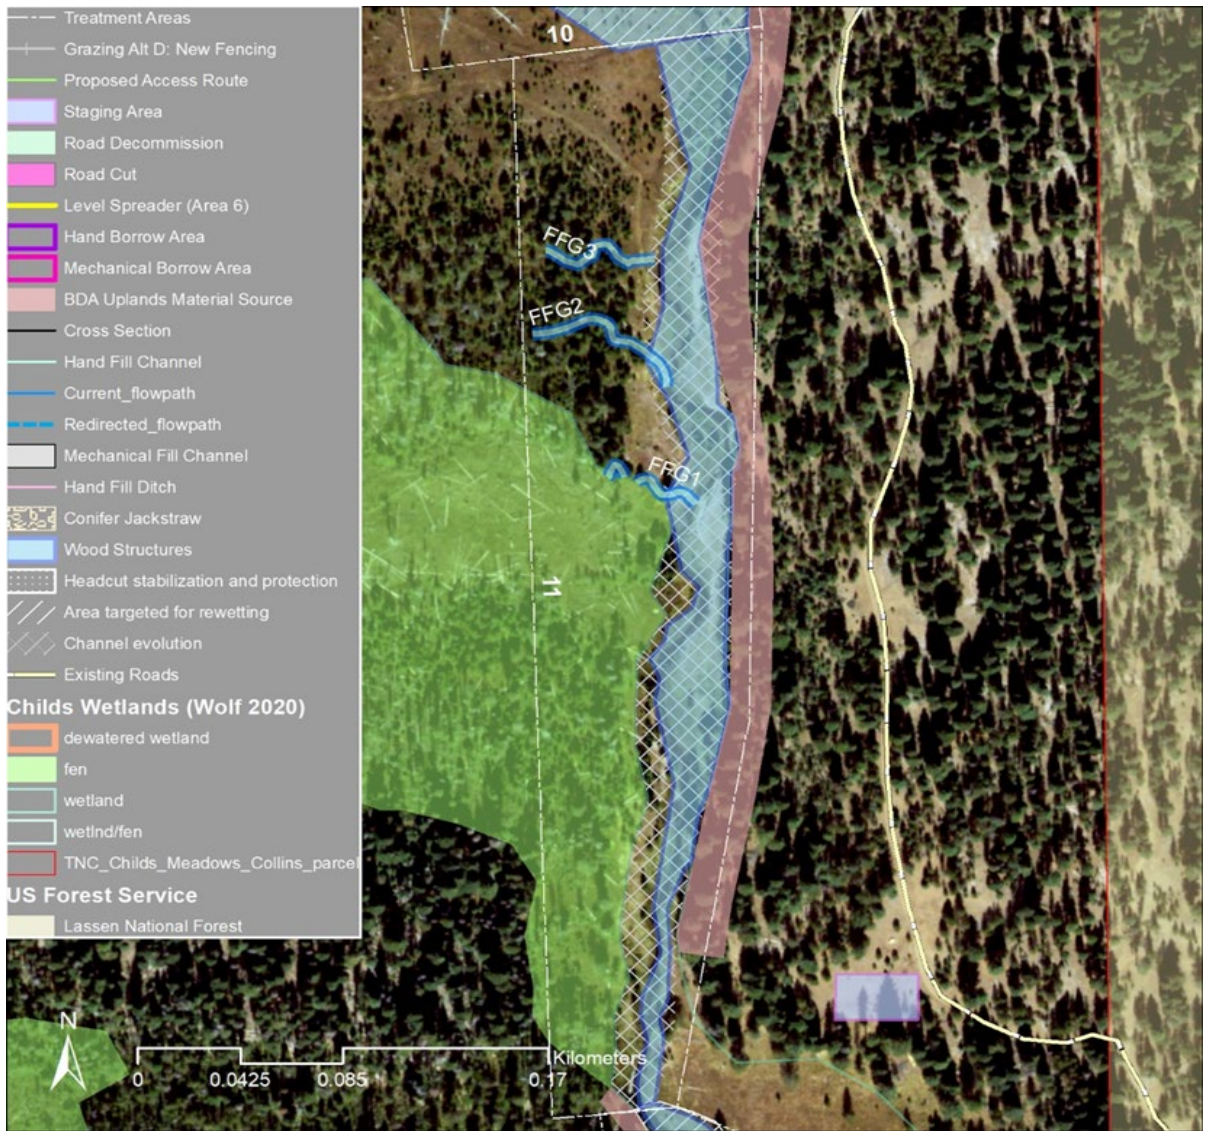 Treatment Areas
Grazing Alt D: New Fencing
Proposed Access Route
Staging Area
Road Decommission
Road Cut
Level Spreader (Area 6)
Hand Borrow Area
Mechanical Borrow Area
BDA Uplands Material Source
Cross Section
Hand Fill Channel
Current_flowpath
Redirected_flowpath
Mechanical Fill Channel
Hand Fill Ditch
Conifer Jackstraw
Wood Structures
Headcut stabilization and protection
Area targeted for rewetting
Channel evolution
Existing Roads
Childs Wetlands (Wolf 2020)
dewatered wetland
fen
wetland
wetlnd/fen
TNC_Childs_Meadows_Collins_parcel
US Forest Service
Lassen National Forest
10
FFG3
FFG2
FFG1
11
N
Kilometers
0 0.0425 0.085 0.17